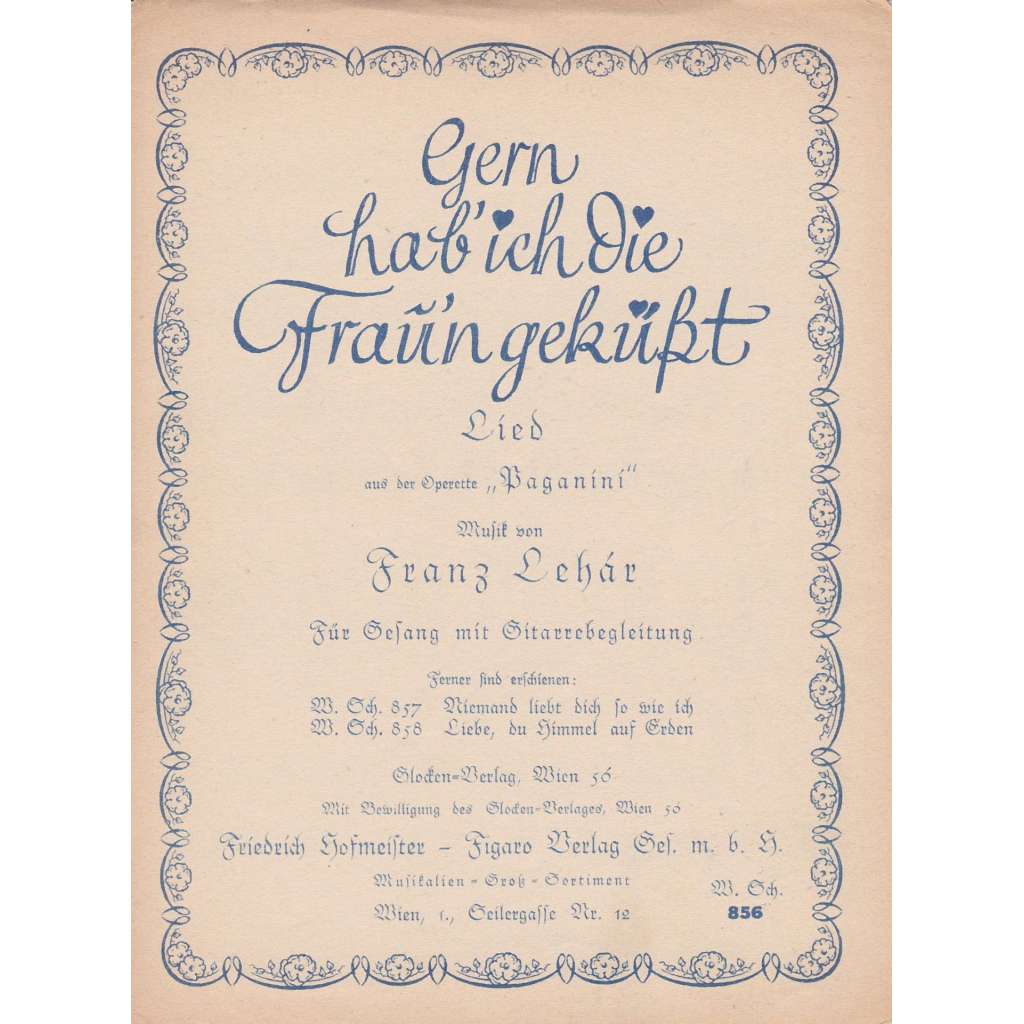 Gern
hab' ich die
Frau'n geküßt
Lied
aus der Operette „Paganini“
Musik von
Franz Lehár
Für Gesang mit Gitarrebegleitung
Ferner sind erschienen:
W. Sch. 857 Niemand liebt dich so wie ich
W. Sch. 858 Liebe, du Himmel auf Erden
Glocken-Verlag, Wien 56
Mit Bewilligung des Glocken-Verlages, Wien 56
Friedrich Hofmeister – Figaro Verlag Ges. m. b. H.
Musikalien-Groß-Sortiment
Wien, 1., Seilergasse Nr. 12
W. Sch.
856